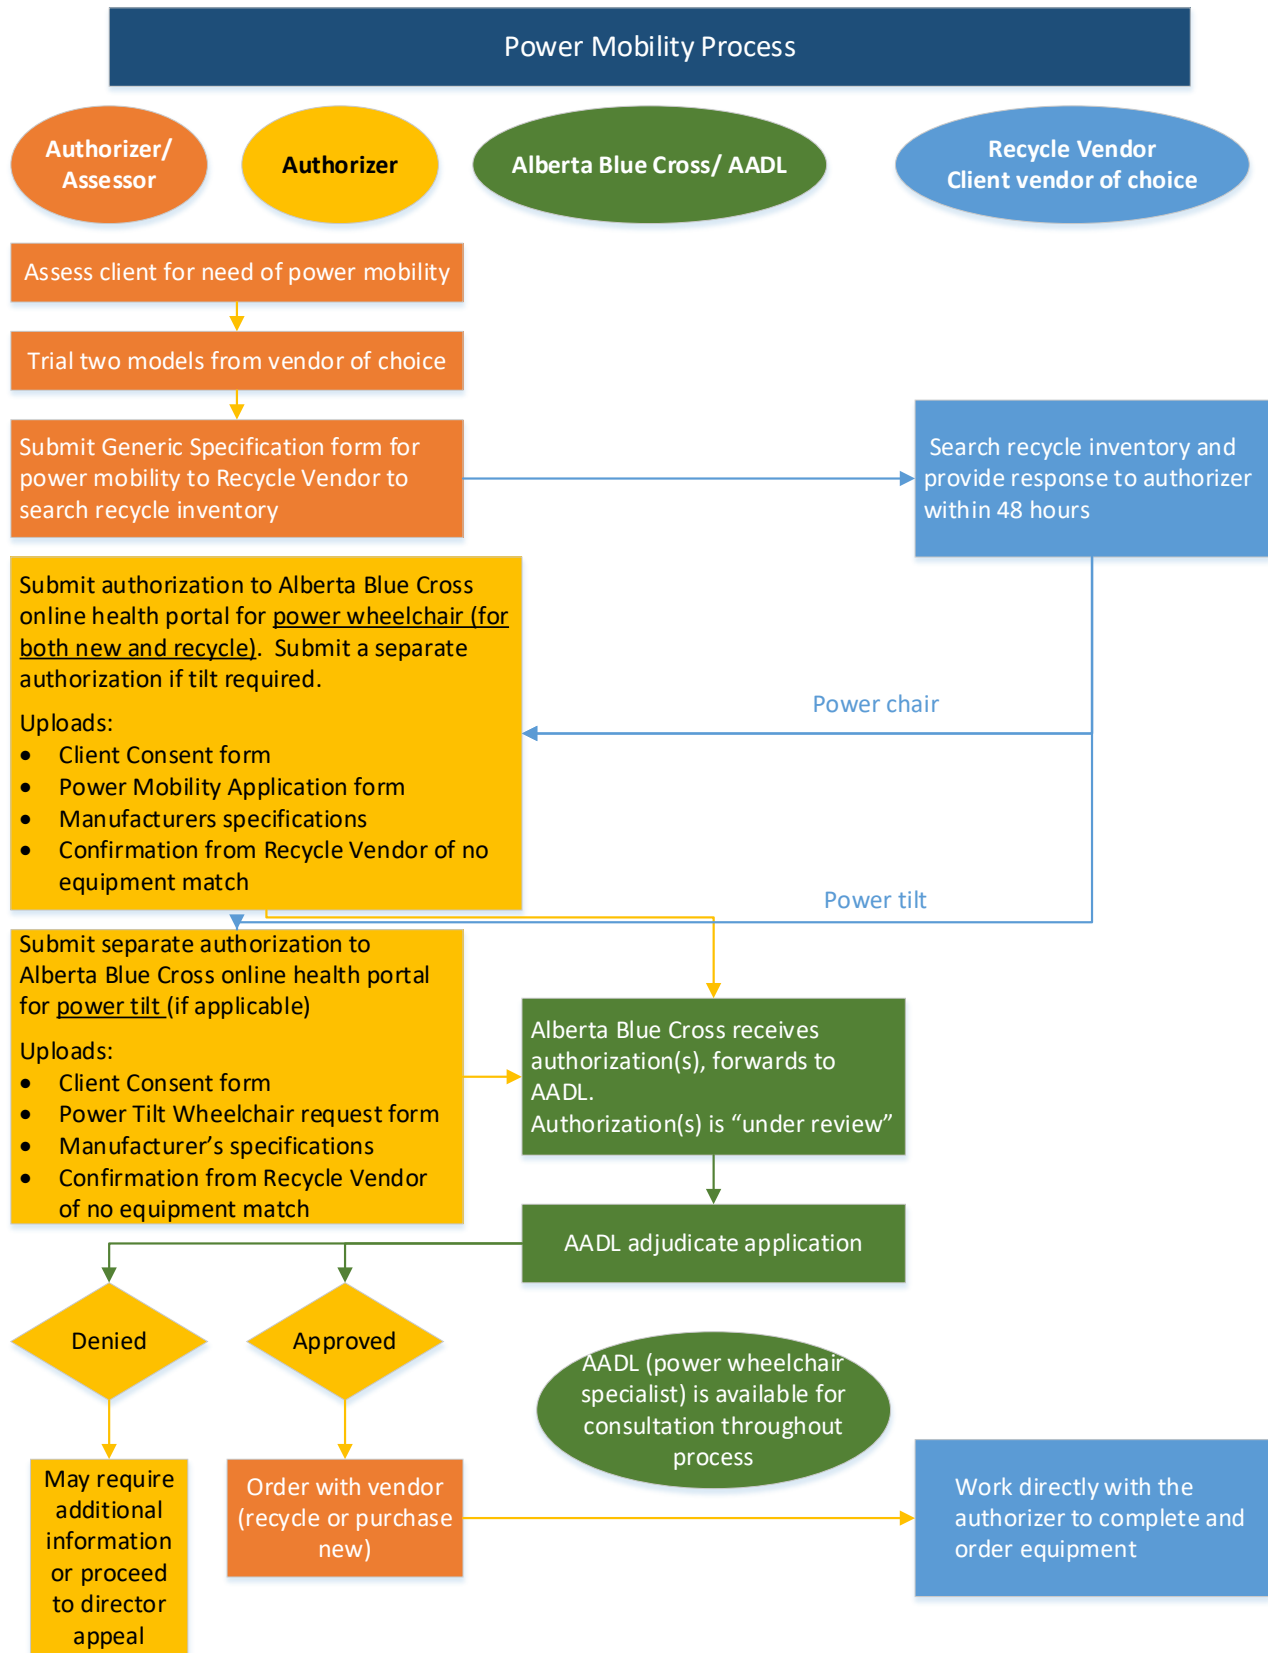 Power Mobility Process
Authorizer/
Assessor
Authorizer
Alberta Blue Cross/ AADL
Recycle Vendor
Client vendor of choice
Assess client for need of power mobility
Trial two models from vendor of choice
Submit Generic Specification form for
power mobility to Recycle Vendor to
search recycle inventory
Search recycle inventory and
provide response to authorizer
within 48 hours
Submit authorization to Alberta Blue Cross
online health portal for power wheelchair (for
both new and recycle). Submit a separate
authorization if tilt required.
Uploads:
• Client Consent form
• Power Mobility Application form
• Manufacturers specifications
• Confirmation from Recycle Vendor of no
equipment match
Power chair
Power tilt
Submit separate authorization to
Alberta Blue Cross online health portal
for power tilt (if applicable)
Uploads:
• Client Consent form
• Power Tilt Wheelchair request form
• Manufacturer’s specifications
• Confirmation from Recycle Vendor
of no equipment match
Alberta Blue Cross receives
authorization(s), forwards to
AADL.
Authorization(s) is “under review”
AADL adjudicate application
Denied
Approved
AADL (power wheelchair
specialist) is available for
consultation throughout
process
May require
additional
information
or proceed
to director
appeal
Order with vendor
(recycle or purchase
new)
Work directly with the
authorizer to complete and
order equipment